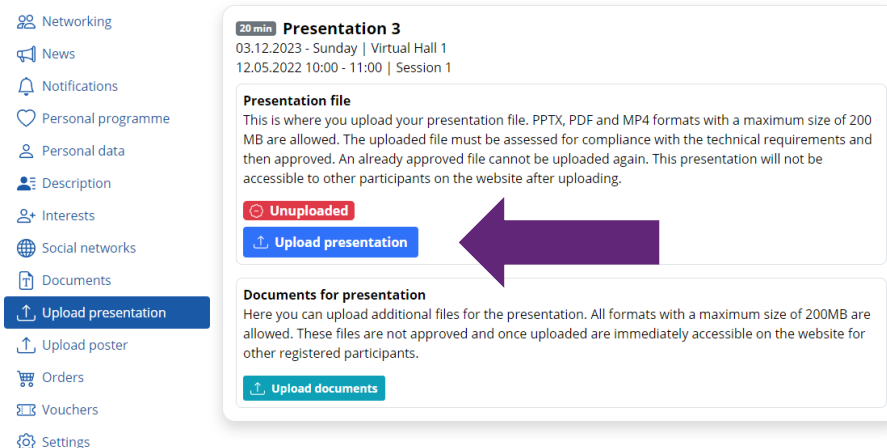 Networking
News
Notifications
Personal programme
Personal data
Description
Interests
Social networks
Documents
Upload presentation
Upload poster
Orders
Vouchers
Settings
20 min Presentation 3
03.12.2023 - Sunday | Virtual Hall 1
12.05.2022 10:00 - 11:00 | Session 1
Presentation file
This is where you upload your presentation file. PPTX, PDF and MP4 formats with a maximum size of 200
MB are allowed. The uploaded file must be assessed for compliance with the technical requirements and
then approved. An already approved file cannot be uploaded again. This presentation will not be
accessible to other participants on the website after uploading.
Unuploaded
Upload presentation
Documents for presentation
Here you can upload additional files for the presentation. All formats with a maximum size of 200MB are
allowed. These files are not approved and once uploaded are immediately accessible on the website for
other registered participants.
Upload documents